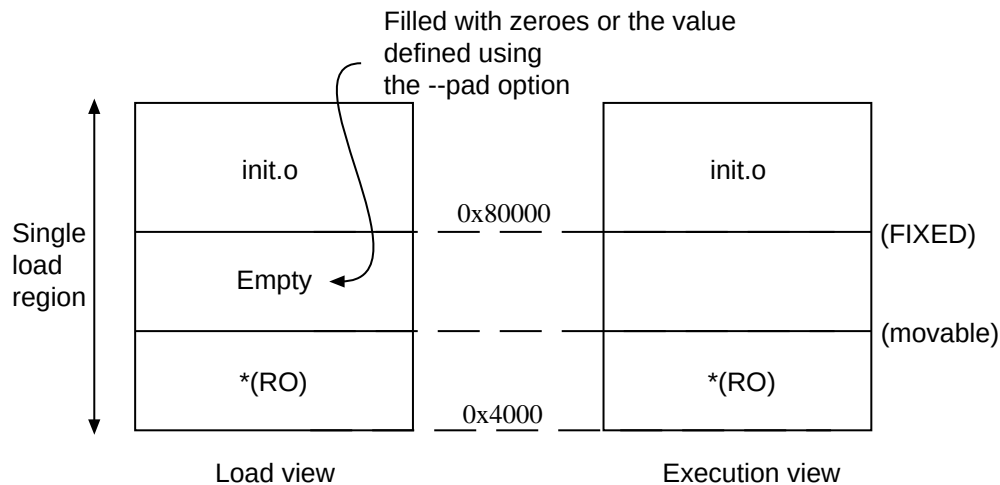 Filled with zeroes or the value
defined using
the --pad option
init.o
init.o
0x80000
Single
load
region
(FIXED)
Empty
(movable)
*(RO)
*(RO)
0x4000
Load view
Execution view